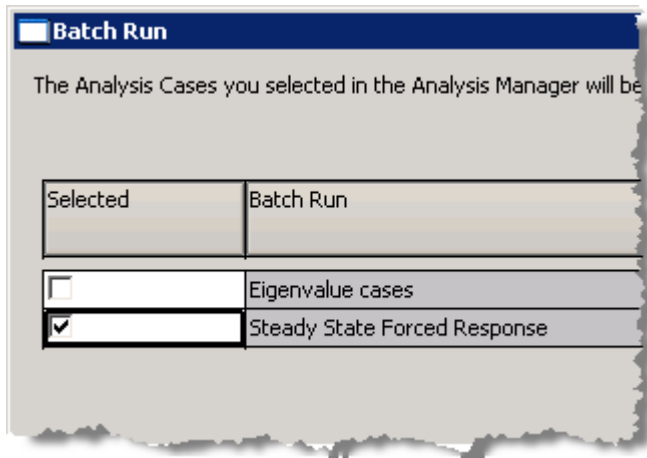 Batch Run
The Analysis Cases you selected in the Analysis Manager will be
Selected Batch Run
Eigenvalue cases
Steady State Forced Response